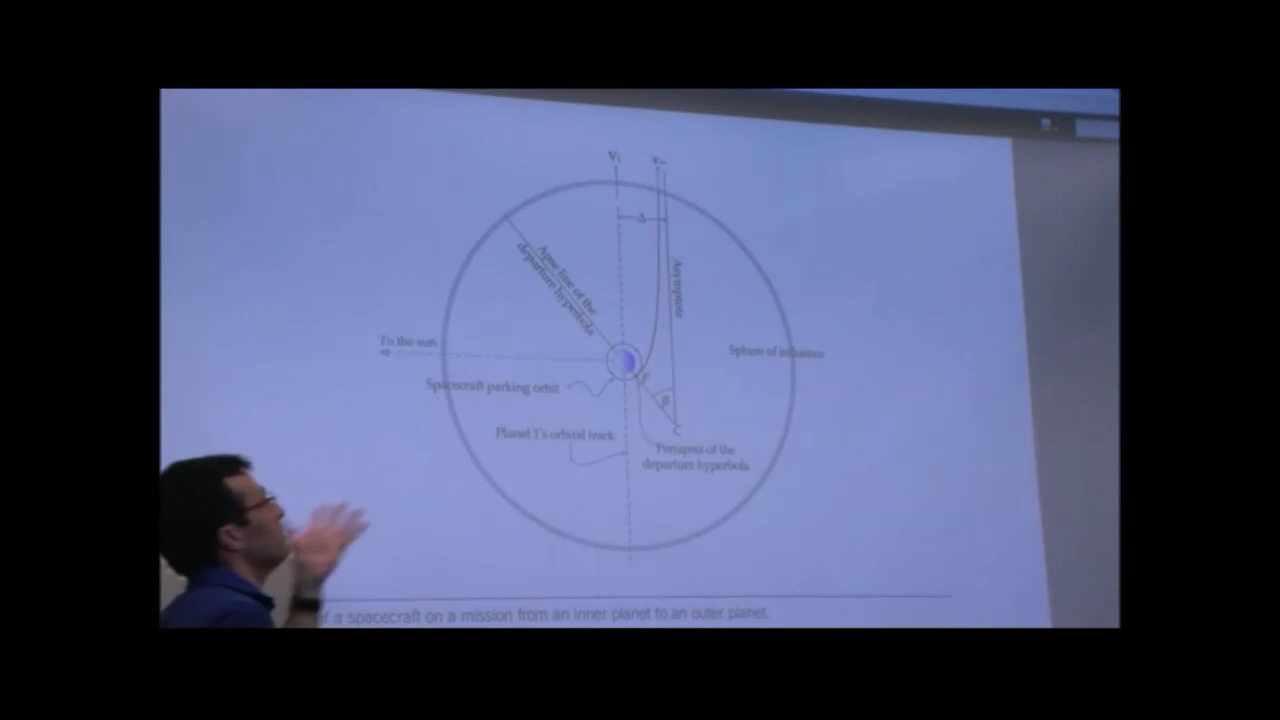 V₁
v∞
Δ
Apse line of the
departure hyperbola
Asymptote
To the sun
Sphere of influence
Spacecraft parking orbit
P
β
C
Planet 1's orbital track
Periapsis of the
departure hyperbola
of a spacecraft on a mission from an inner planet to an outer planet.